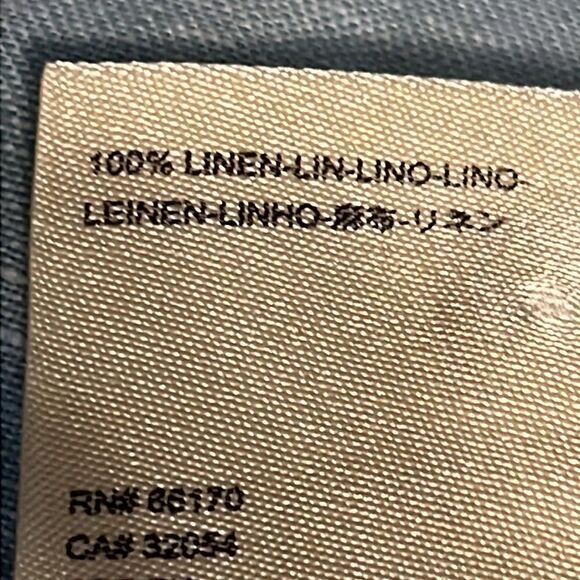 100% LINEN-LIN-LINO-LINO-
LEINEN-LINHO-麻布-リネン
RN# 66170
CA# 32054